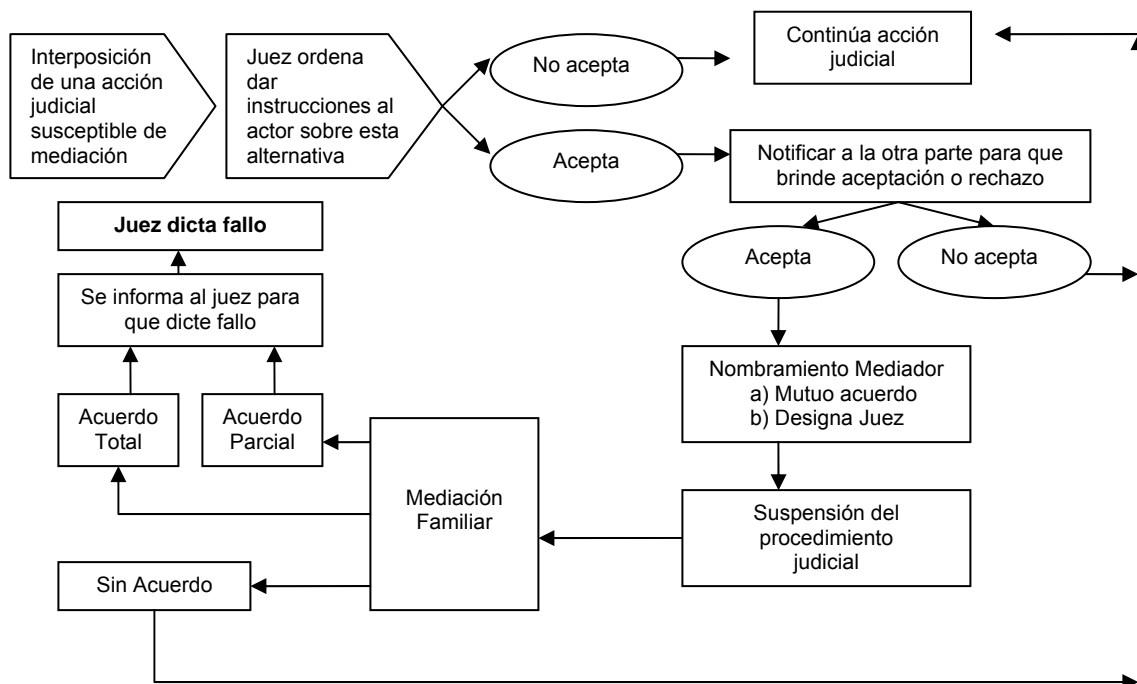 Interposición
de una acción
judicial
susceptible de
mediación
Juez ordena
dar
instrucciones al
actor sobre esta
alternativa
No acepta
Continúa acción
judicial
Acepta
Notificar a la otra parte para que
brinde aceptación o rechazo
Acepta
No acepta
Nombramiento Mediador
a) Mutuo acuerdo
b) Designa Juez
Suspensión del
procedimiento
judicial
Mediación
Familiar
Acuerdo
Parcial
Acuerdo
Total
Sin Acuerdo
Se informa al juez para
que dicte fallo
Juez dicta fallo